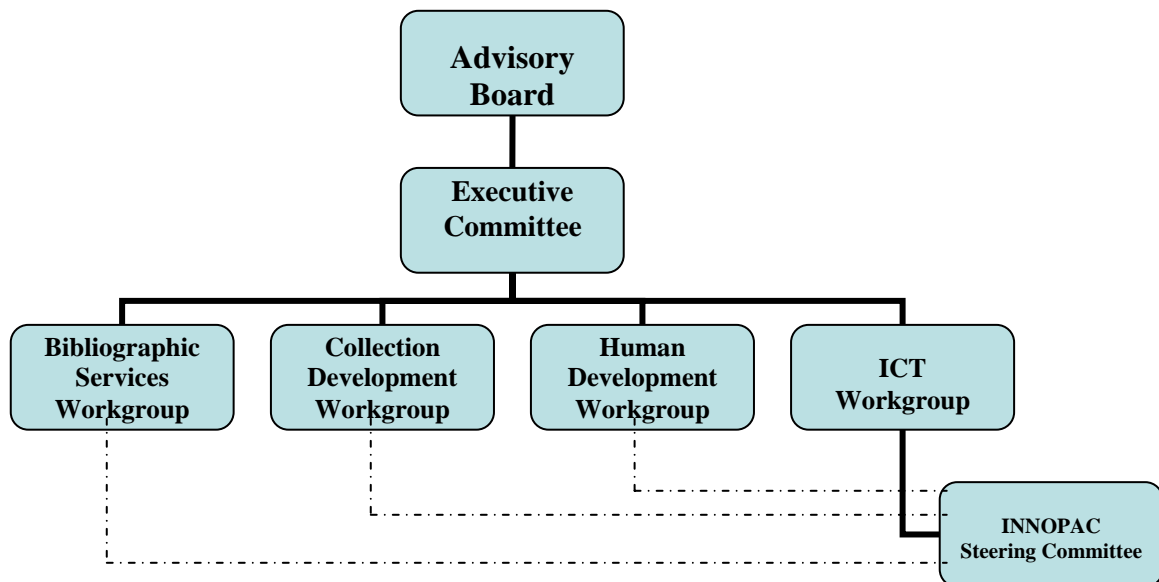 Advisory
Board
Executive
Committee
Bibliographic
Services
Workgroup
Collection
Development
Workgroup
Human
Development
Workgroup
ICT
Workgroup
INNOPAC
Steering Committee